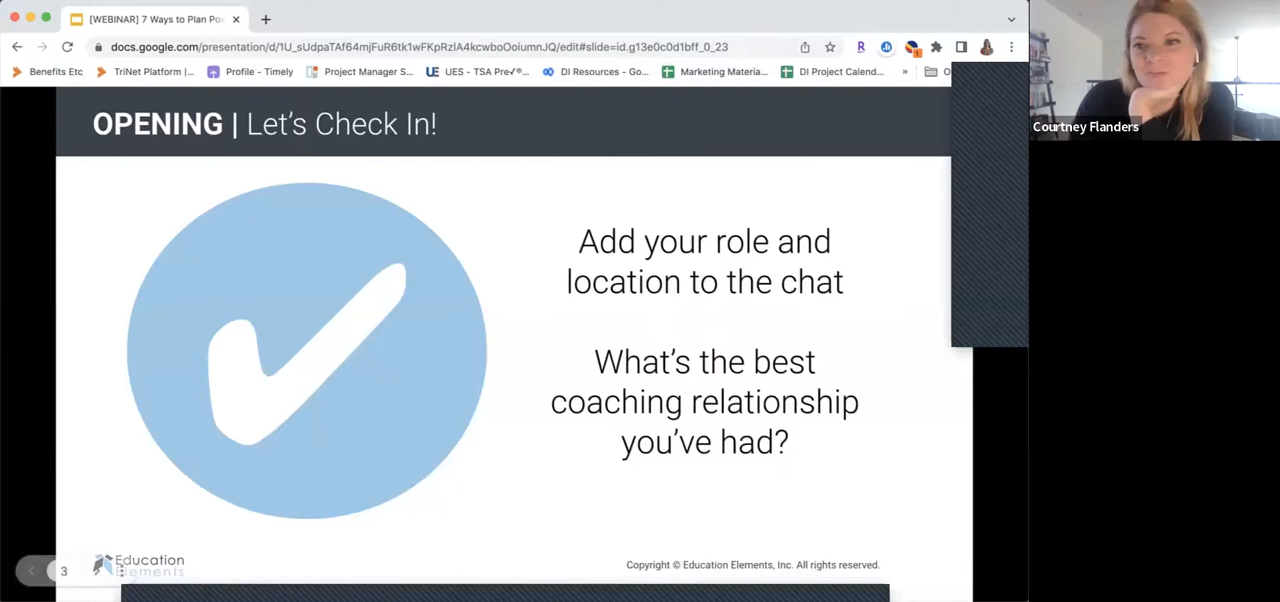 [WEBINAR] 7 Ways to Plan Po
docs.google.com/presentation/d/1U_sUdpaTAf64mjFuR6tk1wFKpRzlA4kcwboOoiumnJQ/edit#slide=id.g13e0c0d1bff_0_23
Benefits Etc
TriNet Platform |...
Profile - Timely
Project Manager S...
UES - TSA Pre✓®...
DI Resources - Go...
Marketing Materia...
DI Project Calend...
»
OPENING | Let's Check In!
Add your role and
location to the chat
What's the best
coaching relationship
you've had?
3
Education
Elements
Copyright © Education Elements, Inc. All rights reserved.
Courtney Flanders